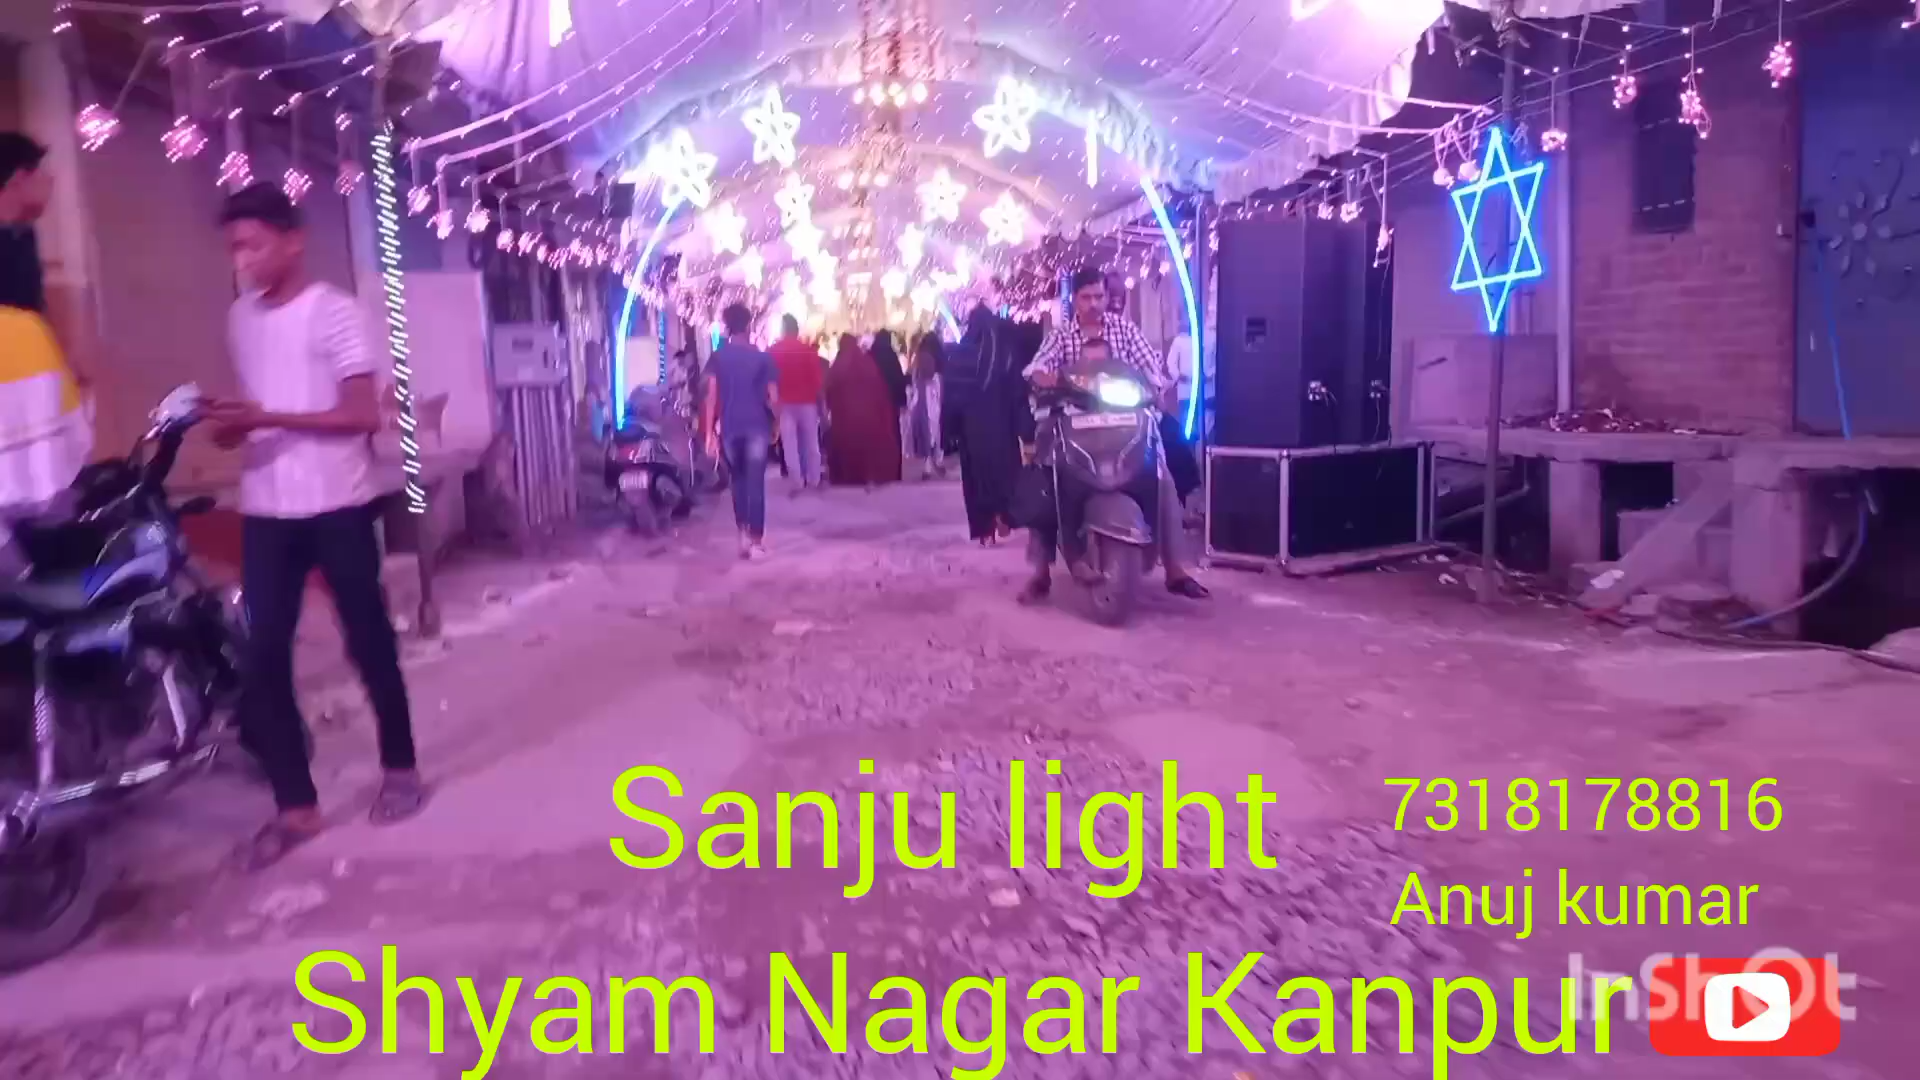 Sanju light
7318178816
Anuj kumar
Shyam Nagar Kanpur
InShOt